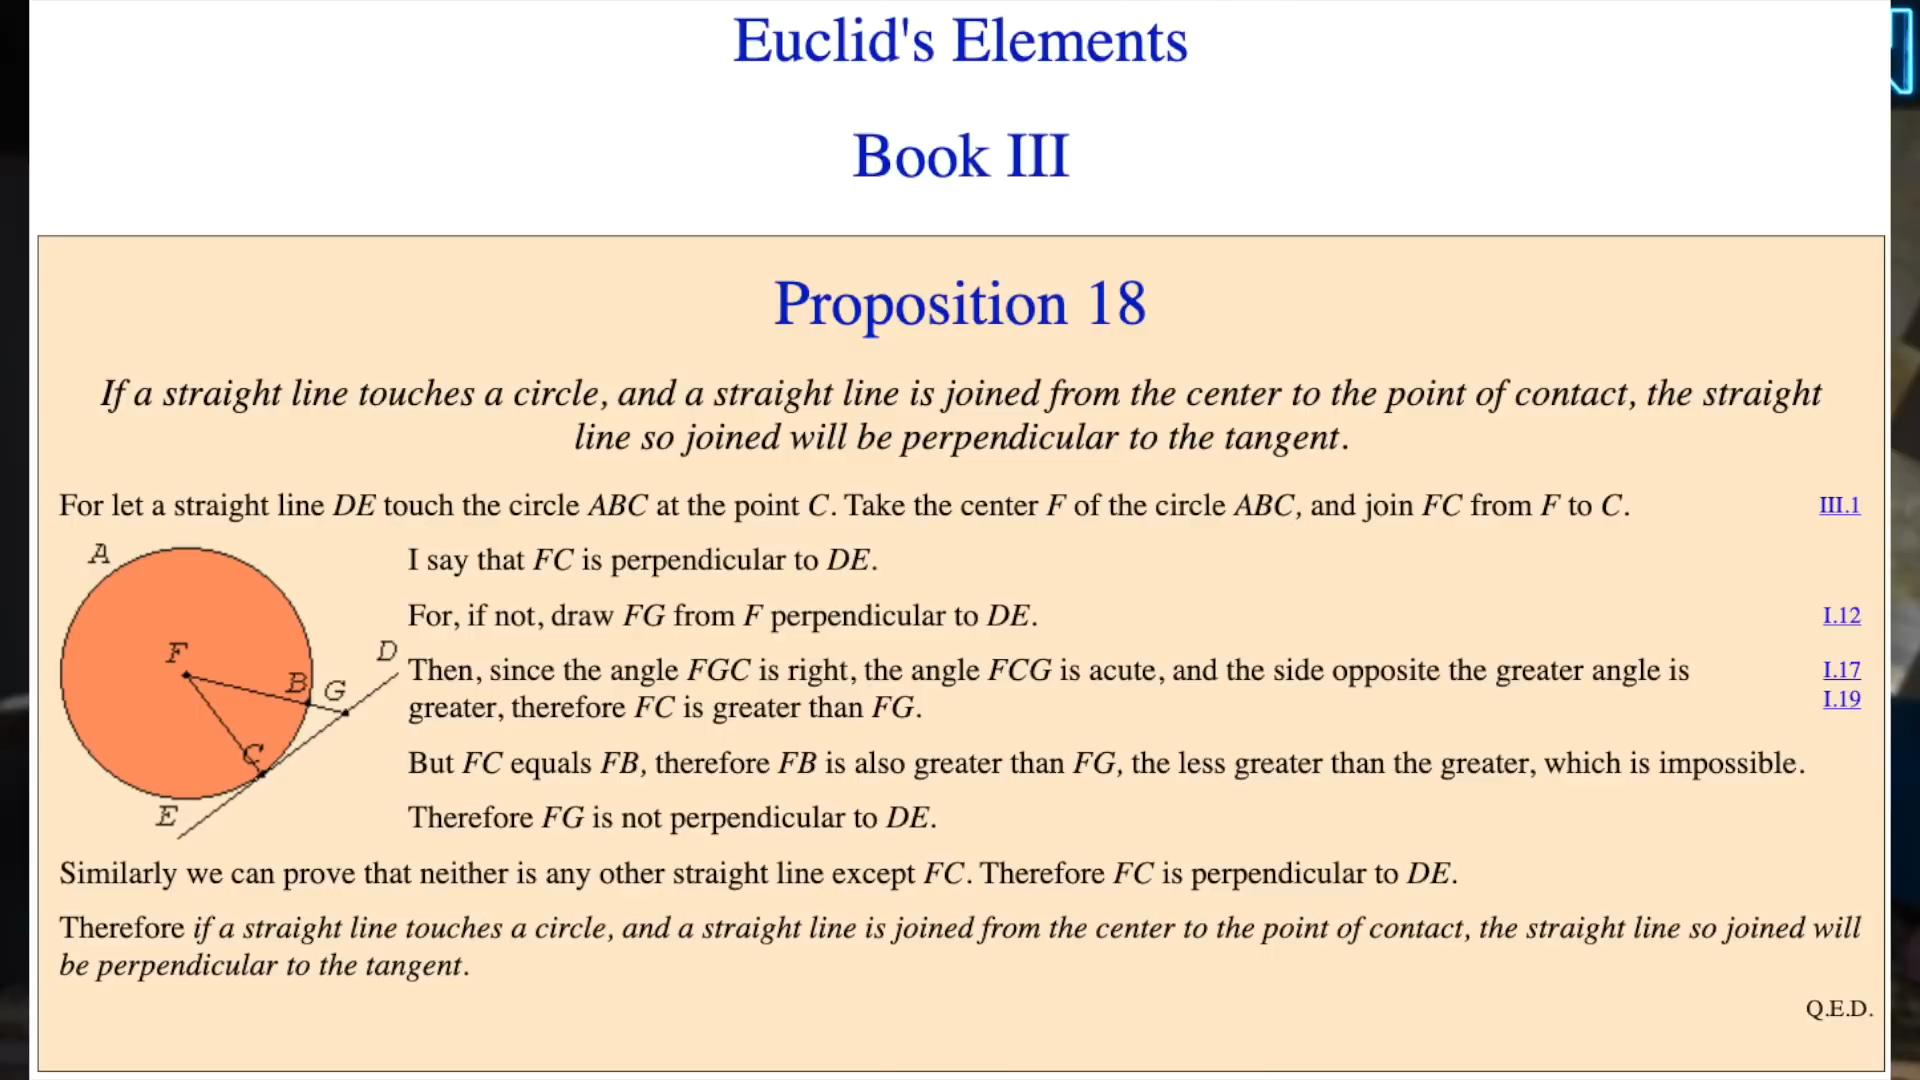 Euclid's Elements
Book III
Proposition 18
If a straight line touches a circle, and a straight line is joined from the center to the point of contact, the straight
line so joined will be perpendicular to the tangent.
For let a straight line DE touch the circle ABC at the point C. Take the center F of the circle ABC, and join FC from F to C. III.1
A
I say that FC is perpendicular to DE.
For, if not, draw FG from F perpendicular to DE. I.12
F
D
B
G
C
E
Then, since the angle FGC is right, the angle FCG is acute, and the side opposite the greater angle is I.17
greater, therefore FC is greater than FG. I.19
But FC equals FB, therefore FB is also greater than FG, the less greater than the greater, which is impossible.
Therefore FG is not perpendicular to DE.
Similarly we can prove that neither is any other straight line except FC. Therefore FC is perpendicular to DE.
Therefore if a straight line touches a circle, and a straight line is joined from the center to the point of contact, the straight line so joined will
be perpendicular to the tangent.
Q.E.D.